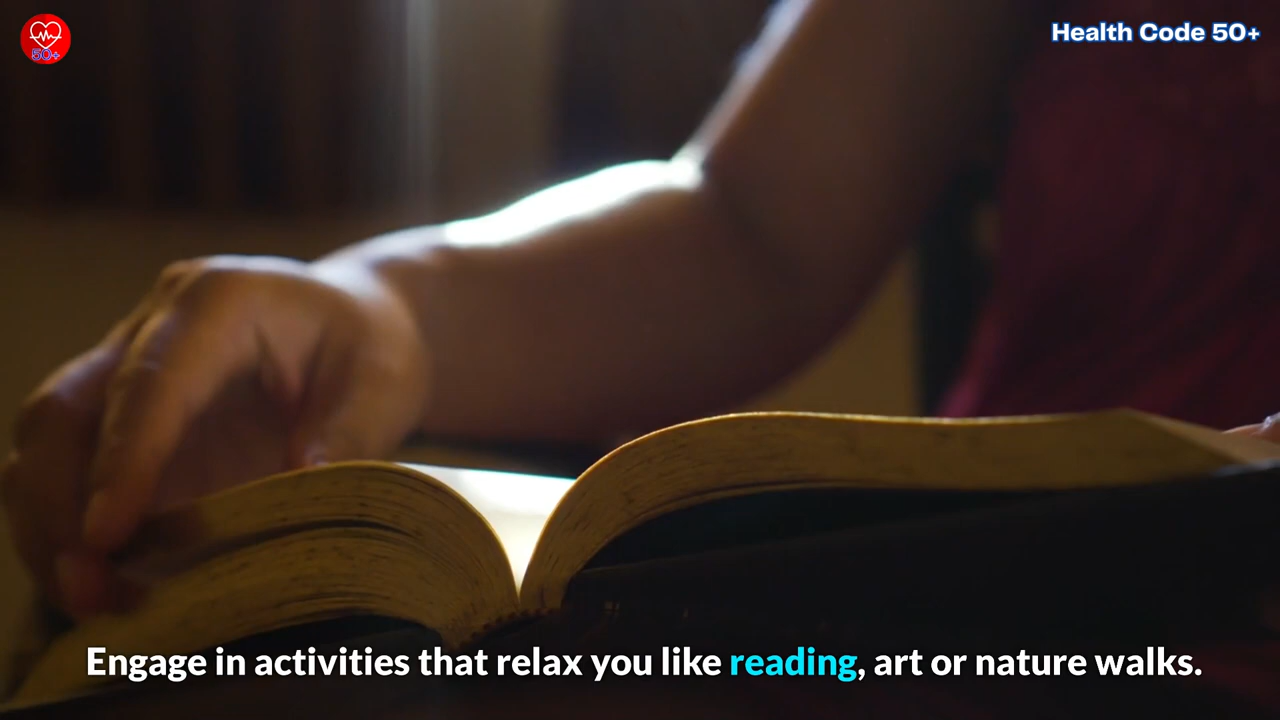 50+
Health Code 50+
Engage in activities that relax you like reading, art or nature walks.